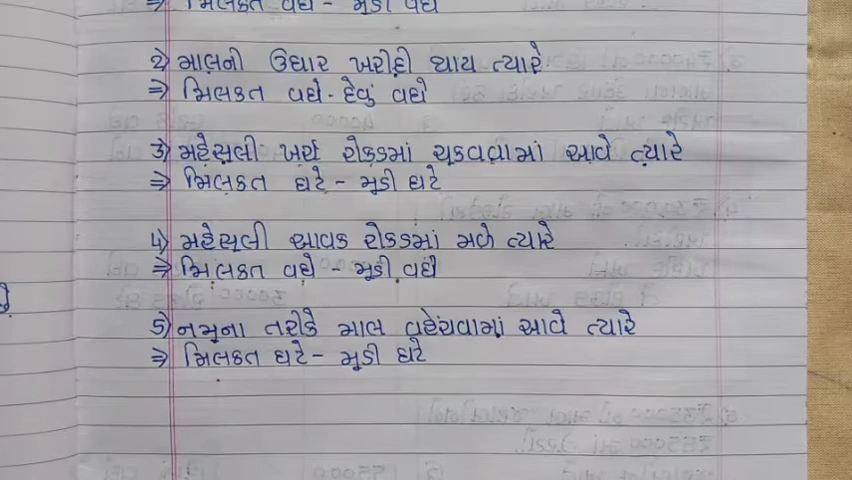 ⇒ મિલકત વધે - મૂડી વધે
2) માલની ઉધાર ખરીદી થાય ત્યારે
⇒ મિલકત વધે - દેવું વધે
3) મહેસૂલી ખર્ચ રોકડમાં ચૂકવવામાં આવે ત્યારે
⇒ મિલકત ઘટે - મૂડી ઘટે
4) મહેસૂલી આવક રોકડમાં મળે ત્યારે
⇒ મિલકત વધે - મૂડી વધે
5) નમૂના તરીકે માલ વહેંચવામાં આવે ત્યારે
⇒ મિલકત ઘટે - મૂડી ઘટે